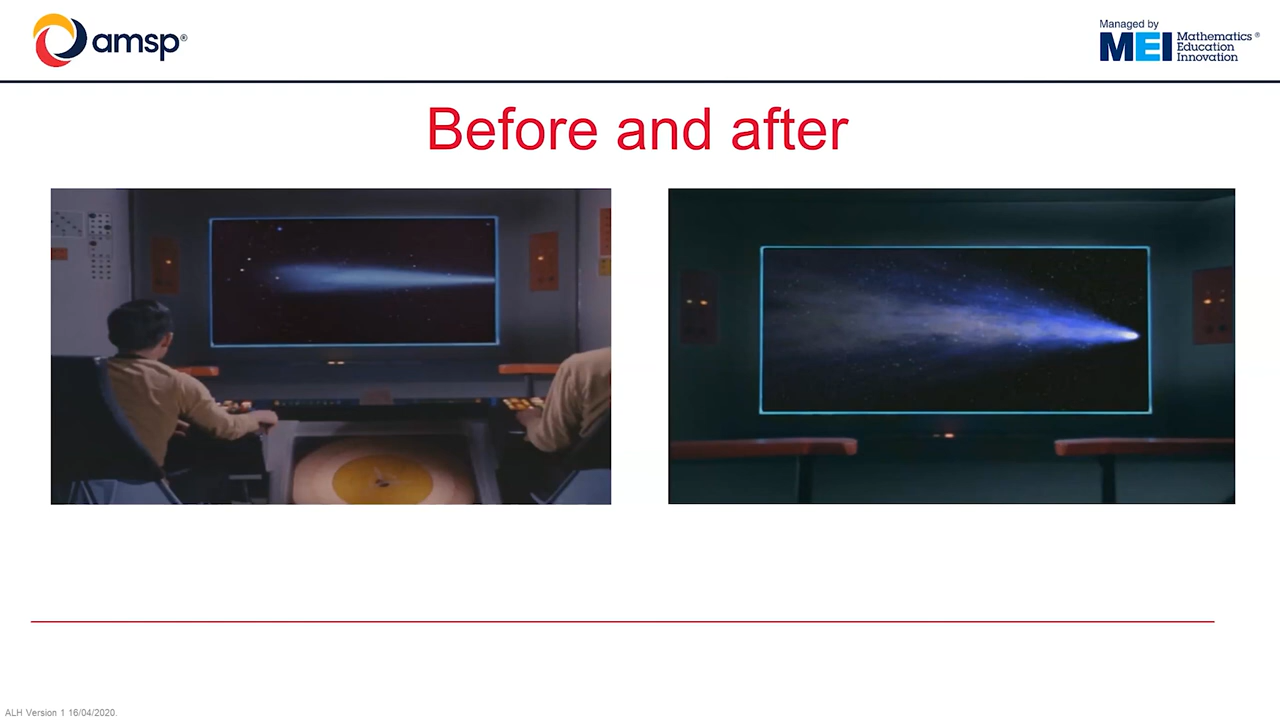 amsp®
Managed by
MEI Mathematics ®
Education
Innovation
Before and after
ALH Version 1 16/04/2020.